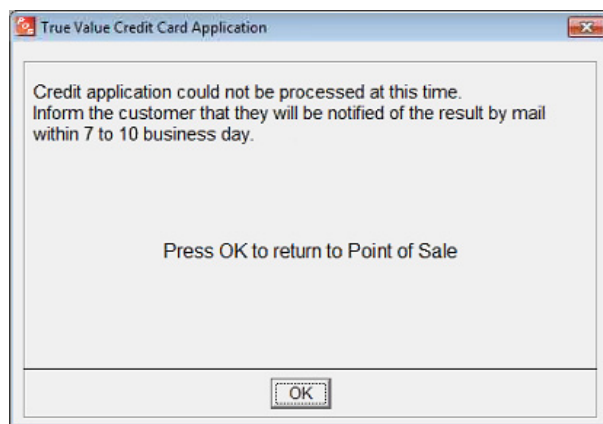 True Value Credit Card Application
Credit application could not be processed at this time.
Inform the customer that they will be notified of the result by mail
within 7 to 10 business day.
Press OK to return to Point of Sale
OK